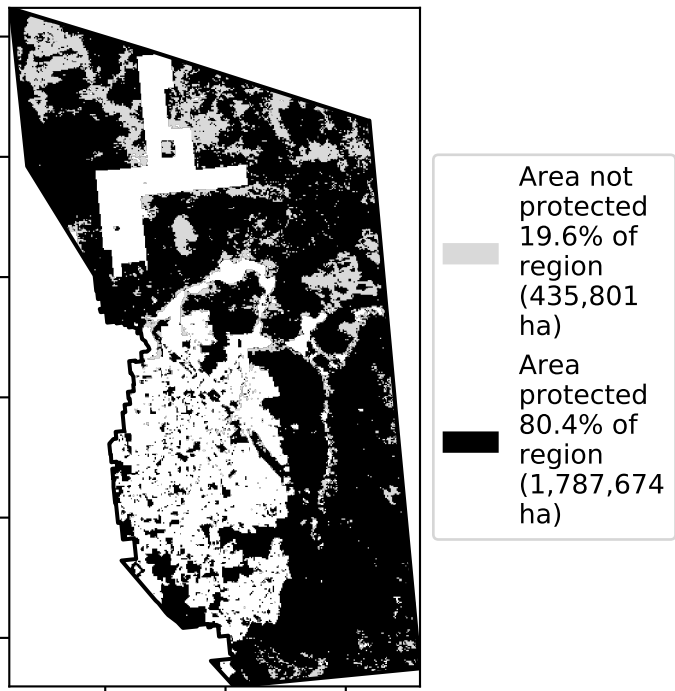 Area not
protected
19.6% of
region
(435,801
ha)
Area
protected
80.4% of
region
(1,787,674
ha)